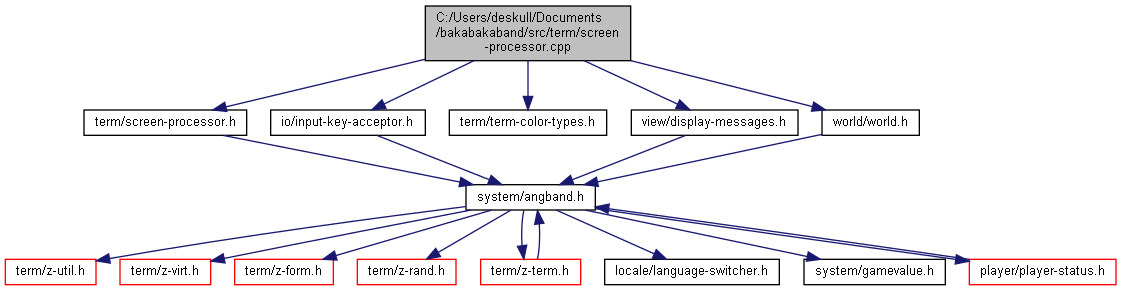 C:/Users/deskull/Documents
/bakabakaband/src/term/screen
-processor.cpp
term/screen-processor.h
io/input-key-acceptor.h
term/term-color-types.h
view/display-messages.h
world/world.h
system/angband.h
term/z-util.h
term/z-virt.h
term/z-form.h
term/z-rand.h
term/z-term.h
locale/language-switcher.h
system/gamevalue.h
player/player-status.h